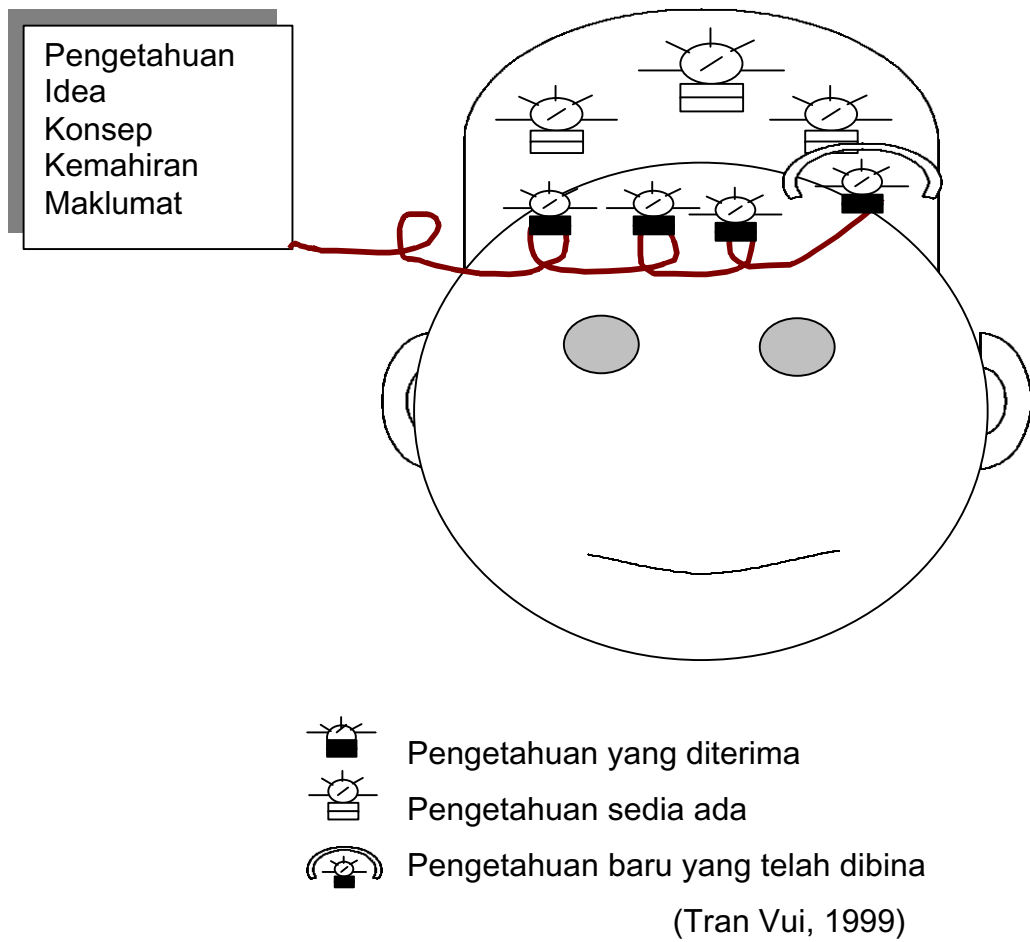 Pengetahuan
Idea
Konsep
Kemahiran
Maklumat
Pengetahuan yang diterima
Pengetahuan sedia ada
Pengetahuan baru yang telah dibina
(Tran Vui, 1999)